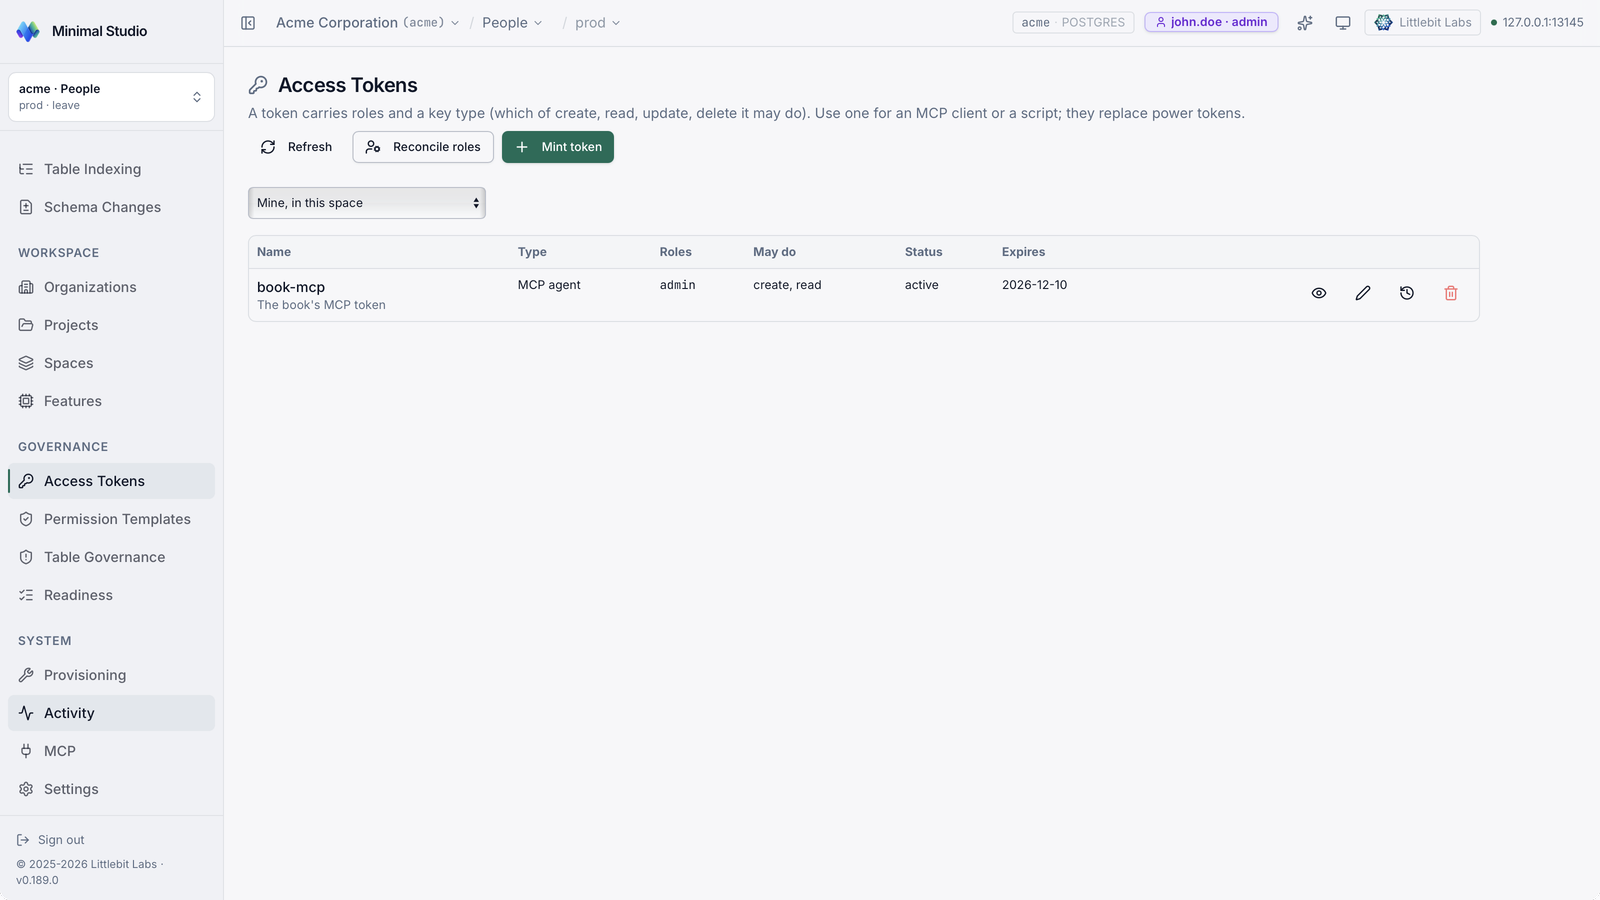 Minimal Studio
acme · People
prod · leave
Table Indexing
Schema Changes
WORKSPACE
Organizations
Projects
Spaces
Features
GOVERNANCE
Access Tokens
Permission Templates
Table Governance
Readiness
SYSTEM
Provisioning
Activity
MCP
Settings
Sign out
© 2025-2026 Littlebit Labs ·
v0.189.0
Acme Corporation (acme) / People / prod
acme · POSTGRES
john.doe · admin
Littlebit Labs
127.0.0.1:13145
Access Tokens
A token carries roles and a key type (which of create, read, update, delete it may do). Use one for an MCP client or a script; they replace power tokens.
Refresh
Reconcile roles
Mint token
Mine, in this space
Name Type Roles May do Status Expires
book-mcp MCP agent admin create, read active 2026-12-10
The book's MCP token